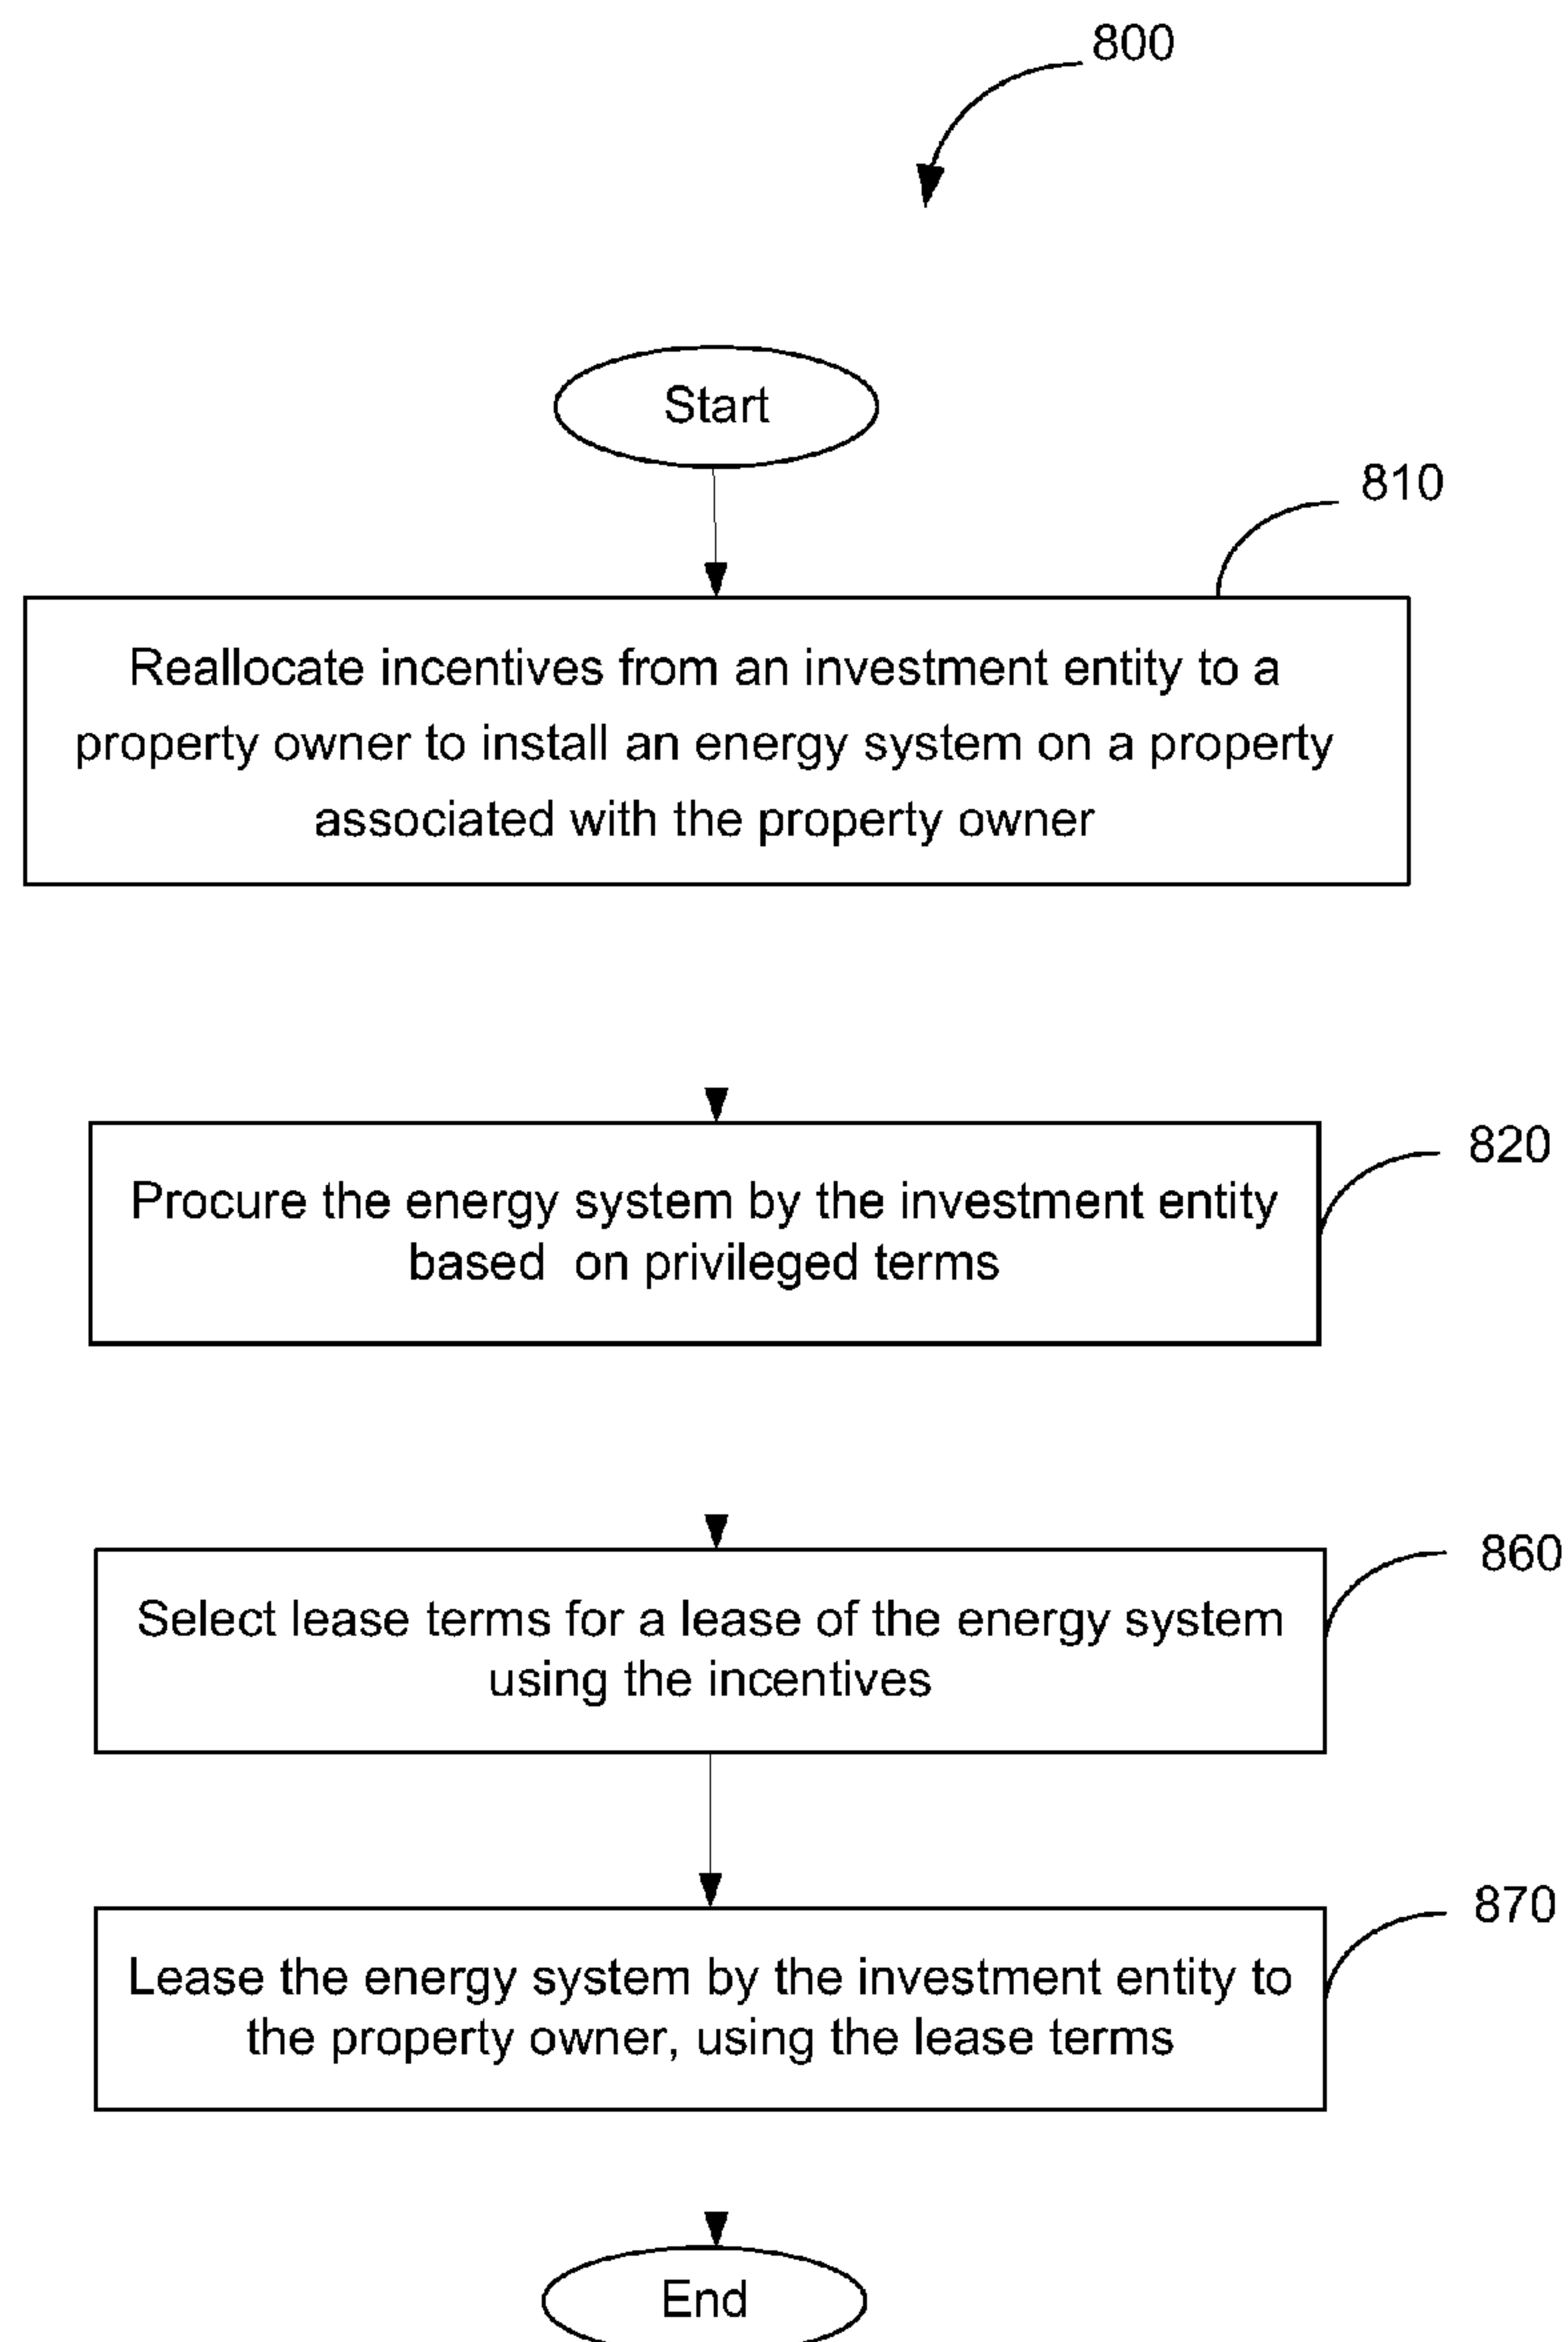 800
Start
810
Reallocate incentives from an investment entity to a
property owner to install an energy system on a property
associated with the property owner
820
Procure the energy system by the investment entity
based on privileged terms
860
Select lease terms for a lease of the energy system
using the incentives
870
Lease the energy system by the investment entity to
the property owner, using the lease terms
End